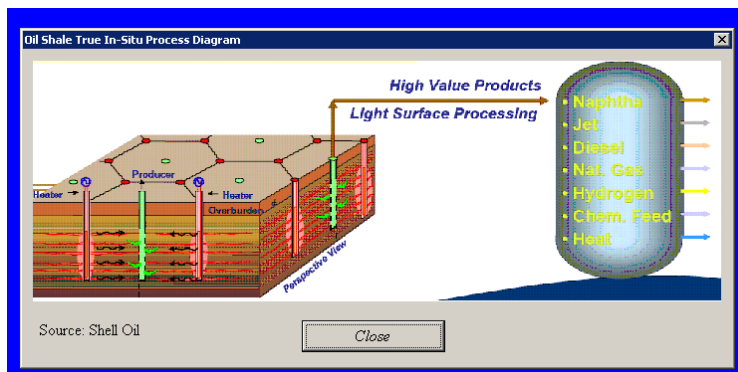 Oil Shale True In-Situ Process Diagram
High Value Products
Light Surface Processing
• Naphtha
• Jet
• Diesel
• Nat. Gas
• Hydrogen
• Chem. Feed
• Heat
Producer
Heater
Heater
Overburden
Perspective View
Source: Shell Oil
Close